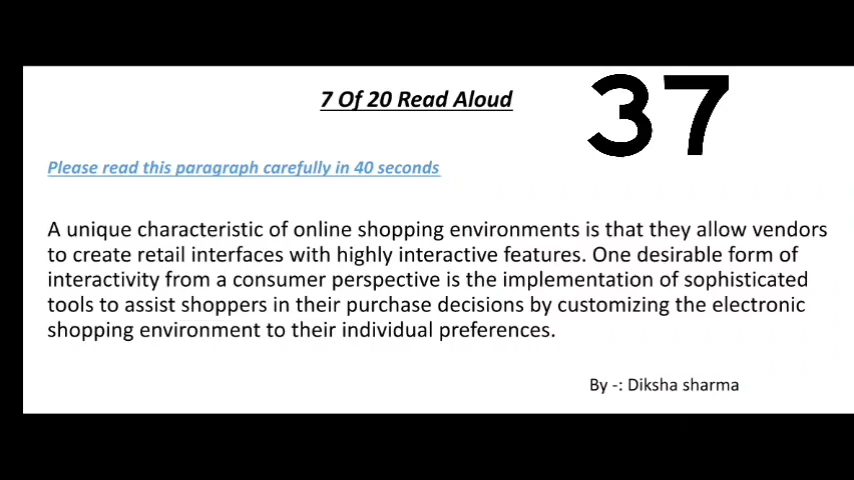 7 Of 20 Read Aloud
37
Please read this paragraph carefully in 40 seconds
A unique characteristic of online shopping environments is that they allow vendors
to create retail interfaces with highly interactive features. One desirable form of
interactivity from a consumer perspective is the implementation of sophisticated
tools to assist shoppers in their purchase decisions by customizing the electronic
shopping environment to their individual preferences.
By -: Diksha sharma